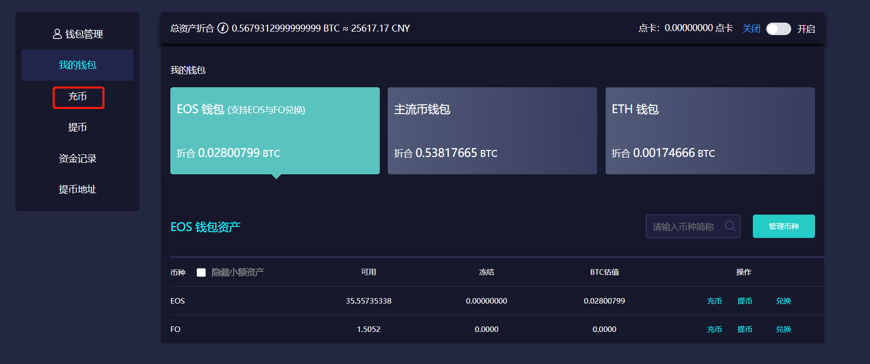 钱包管理
我的钱包
充币
提币
资金记录
提币地址
总资产折合 0.5679312999999999 BTC ≈ 25617.17 CNY
点卡：0.00000000 点卡 关闭 开启
我的钱包
EOS 钱包 (支持EOS与FO兑换)
折合 0.02800799 BTC
主流币钱包
折合 0.53817665 BTC
ETH 钱包
折合 0.00174666 BTC
EOS 钱包资产
请输入币种简称
管理币种
币种 隐藏小额资产 可用 冻结 BTC估值 操作
EOS 35.55735338 0.00000000 0.02800799 充币 提币 兑换
FO 1.5052 0.0000 0.0000 充币 提币 兑换